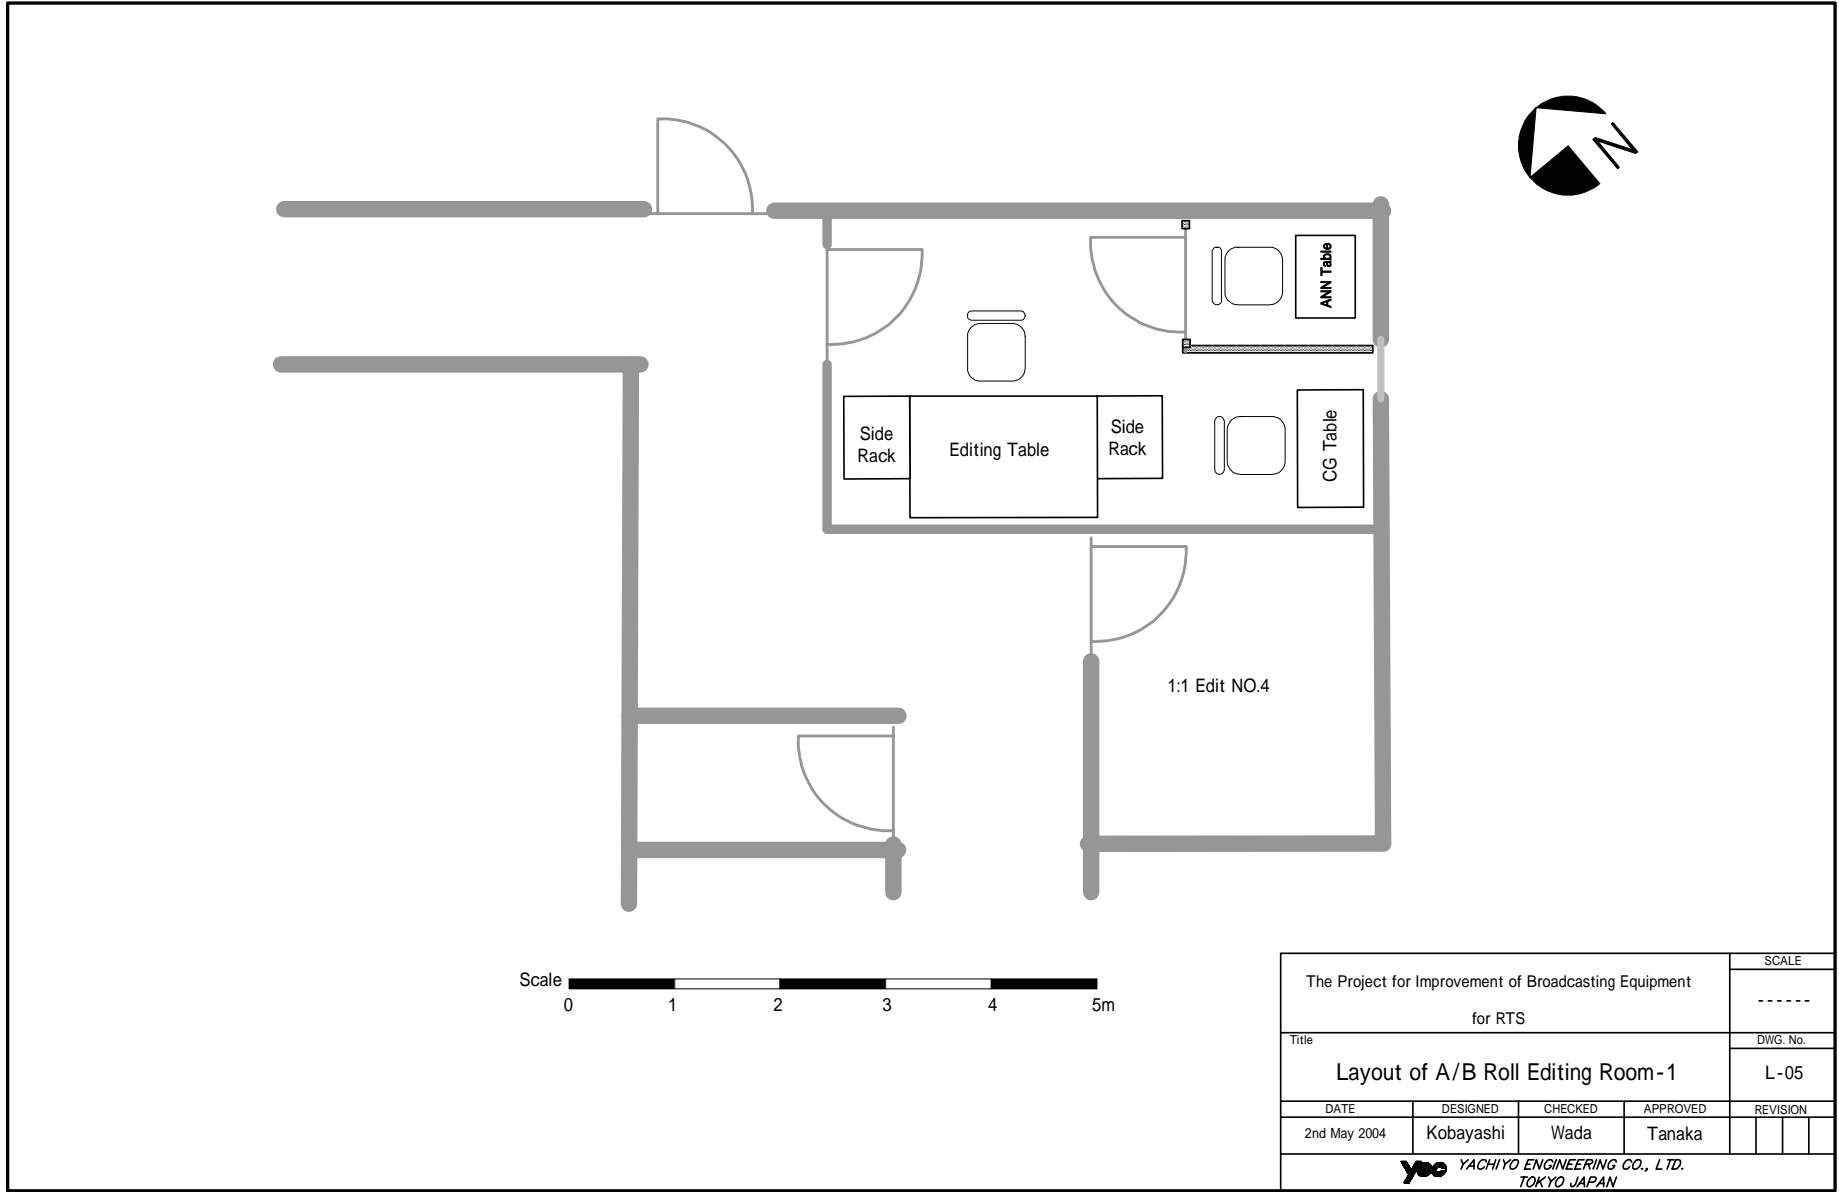 N
ANN Table
Side
Rack
Editing Table
Side
Rack
CG Table
1:1 Edit NO.4
Scale
0 1 2 3 4 5m
The Project for Improvement of Broadcasting Equipment
for RTS
SCALE
------
Title
Layout of A/B Roll Editing Room-1
DWG. No.
L-05
DATE DESIGNED CHECKED APPROVED REVISION
2nd May 2004 Kobayashi Wada Tanaka
yec YACHIYO ENGINEERING CO., LTD.
TOKYO JAPAN